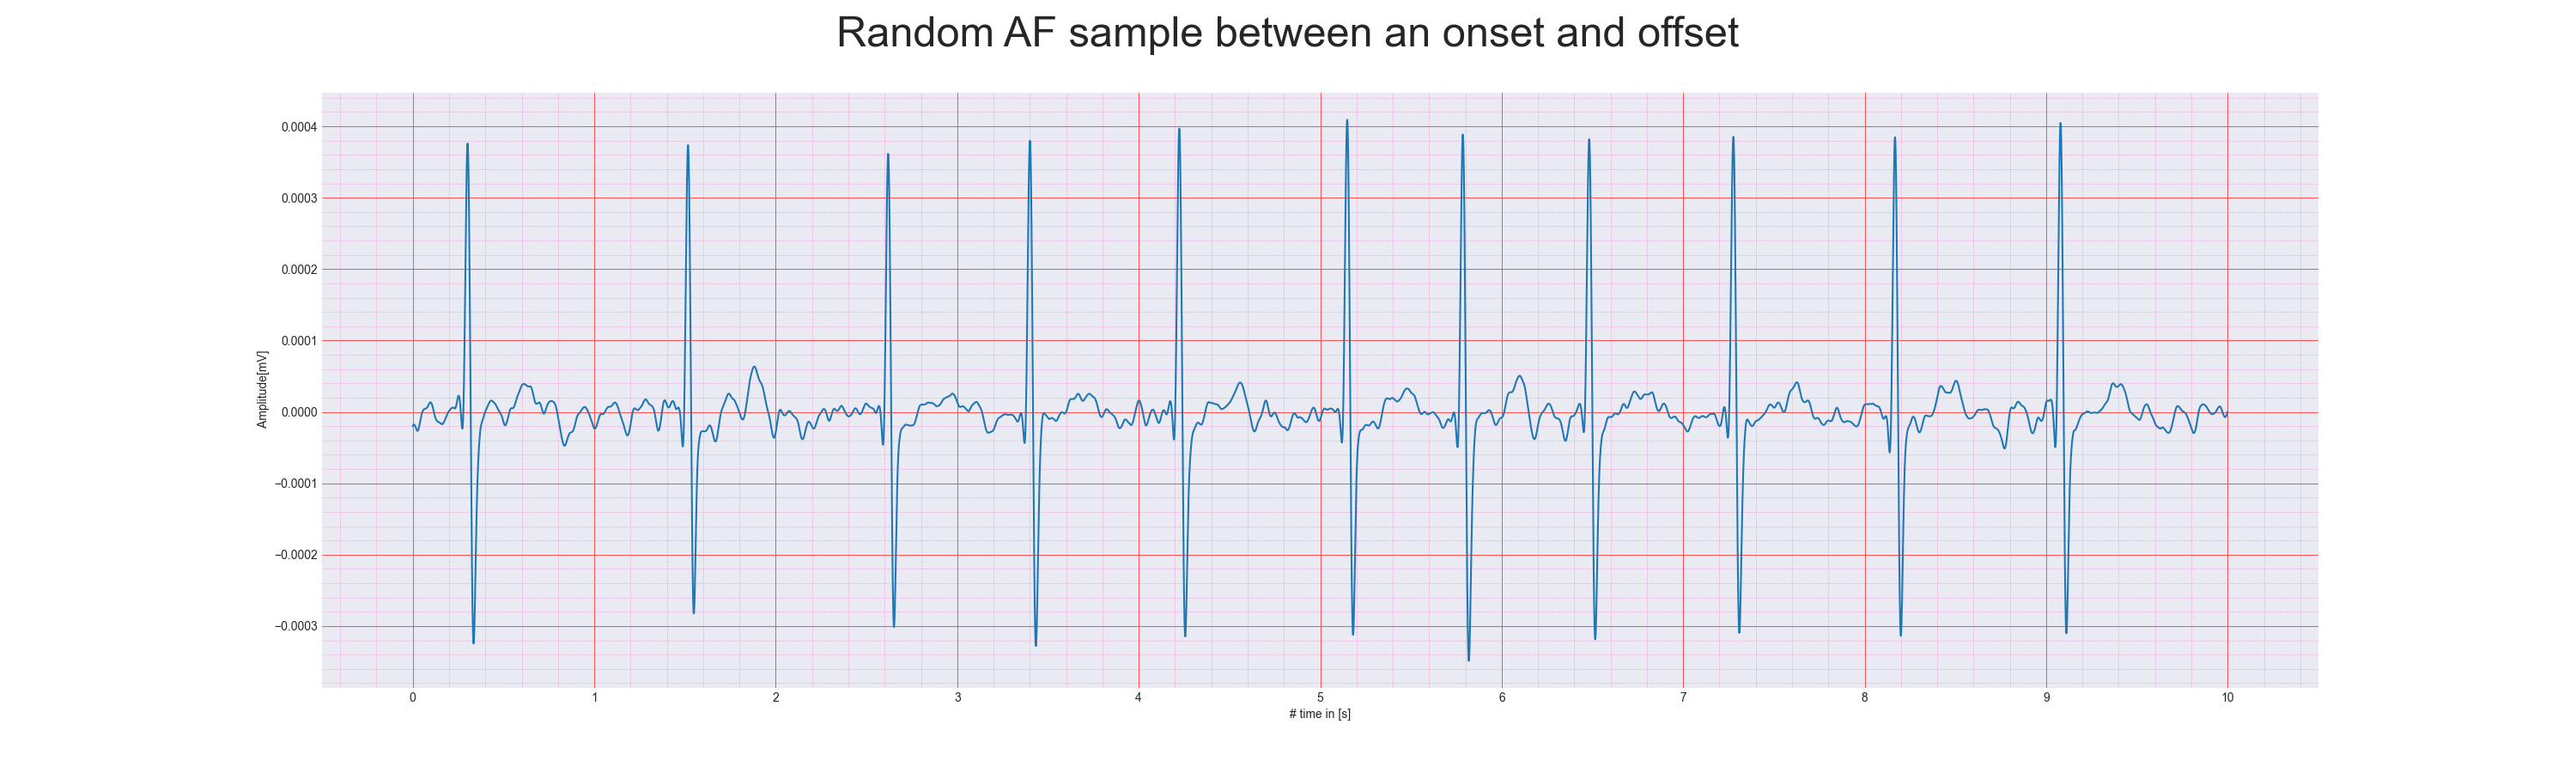 Random AF sample between an onset and offset
0.0004
0.0003
0.0002
0.0001
0.0000
−0.0001
−0.0002
−0.0003
Amplitude[mV]
0 1 2 3 4 5 6 7 8 9 10
# time in [s]